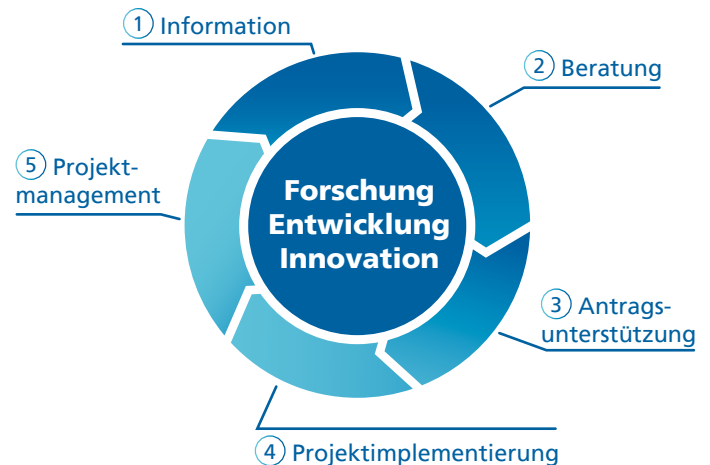 ① Information
② Beratung
⑤ Projekt-
management
Forschung
Entwicklung
Innovation
③ Antrags-
unterstützung
④ Projektimplementierung